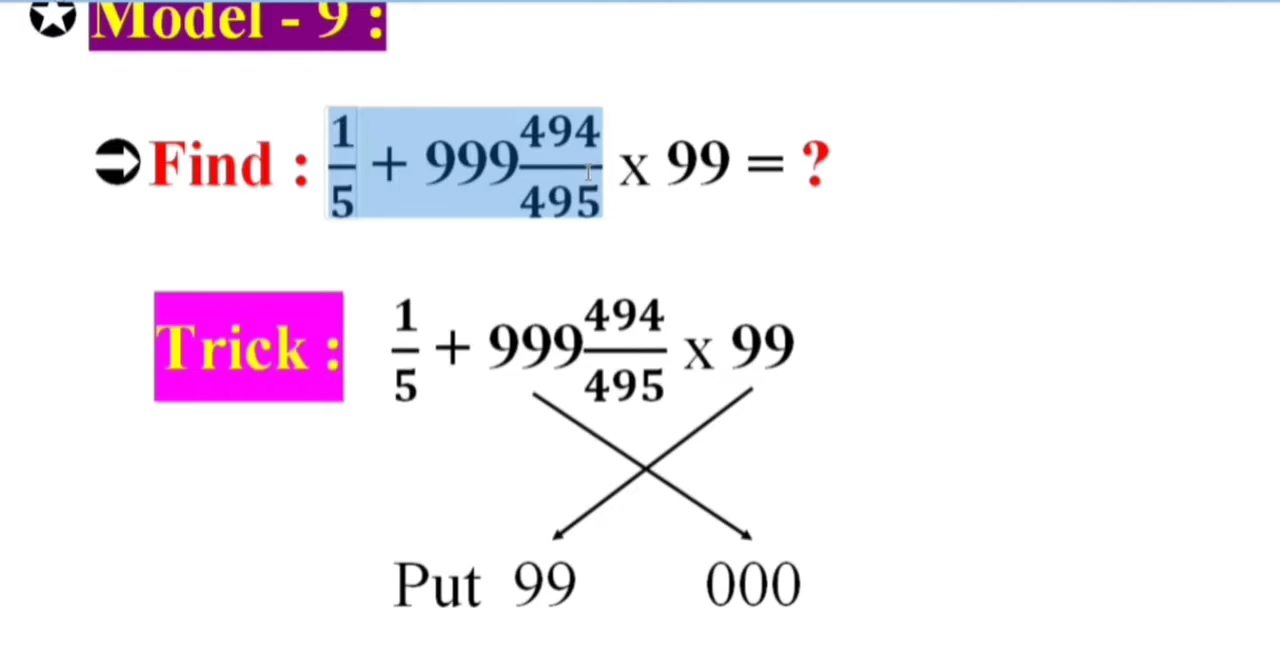 Model - 9 :
Find : 1/5 + 999 494/495 x 99 = ?
Trick : 1/5 + 999 494/495 x 99
Put 99 000